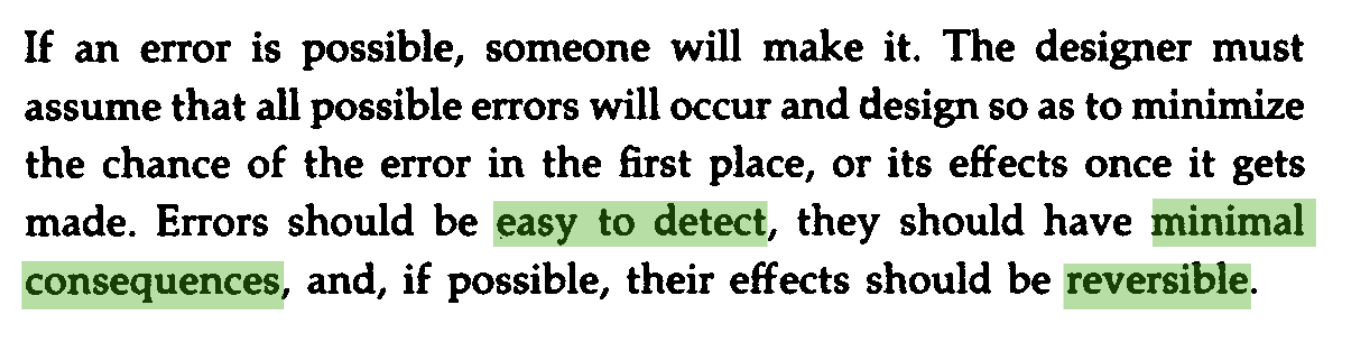 If an error is possible, someone will make it. The designer must
assume that all possible errors will occur and design so as to minimize
the chance of the error in the first place, or its effects once it gets
made. Errors should be easy to detect, they should have minimal
consequences, and, if possible, their effects should be reversible.